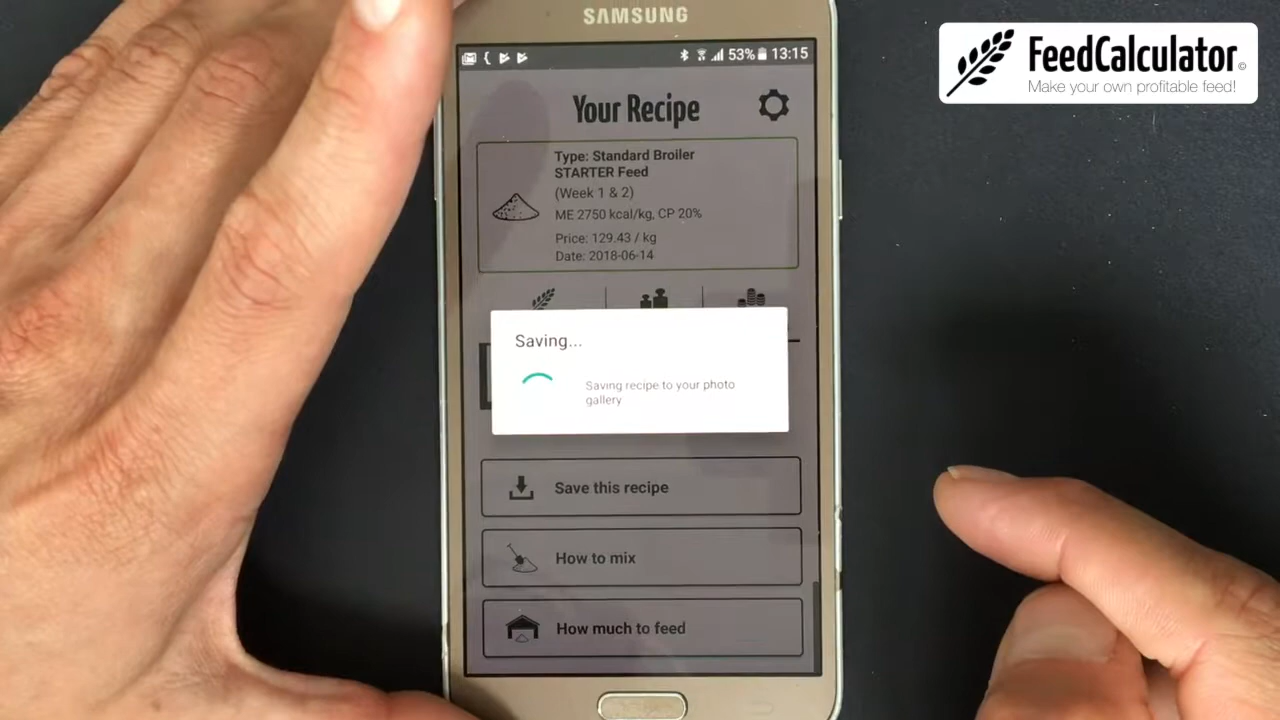 SAMSUNG
53% 13:15
FeedCalculator©
Make your own profitable feed!
Your Recipe
Type: Standard Broiler
STARTER Feed
(Week 1 & 2)
ME 2750 kcal/kg, CP 20%
Price: 129.43 / kg
Date: 2018-06-14
Saving...
Saving recipe to your photo
gallery
Save this recipe
How to mix
How much to feed